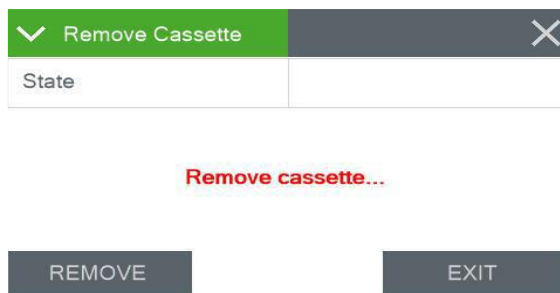 Remove Cassette
State
Remove cassette...
REMOVE
EXIT